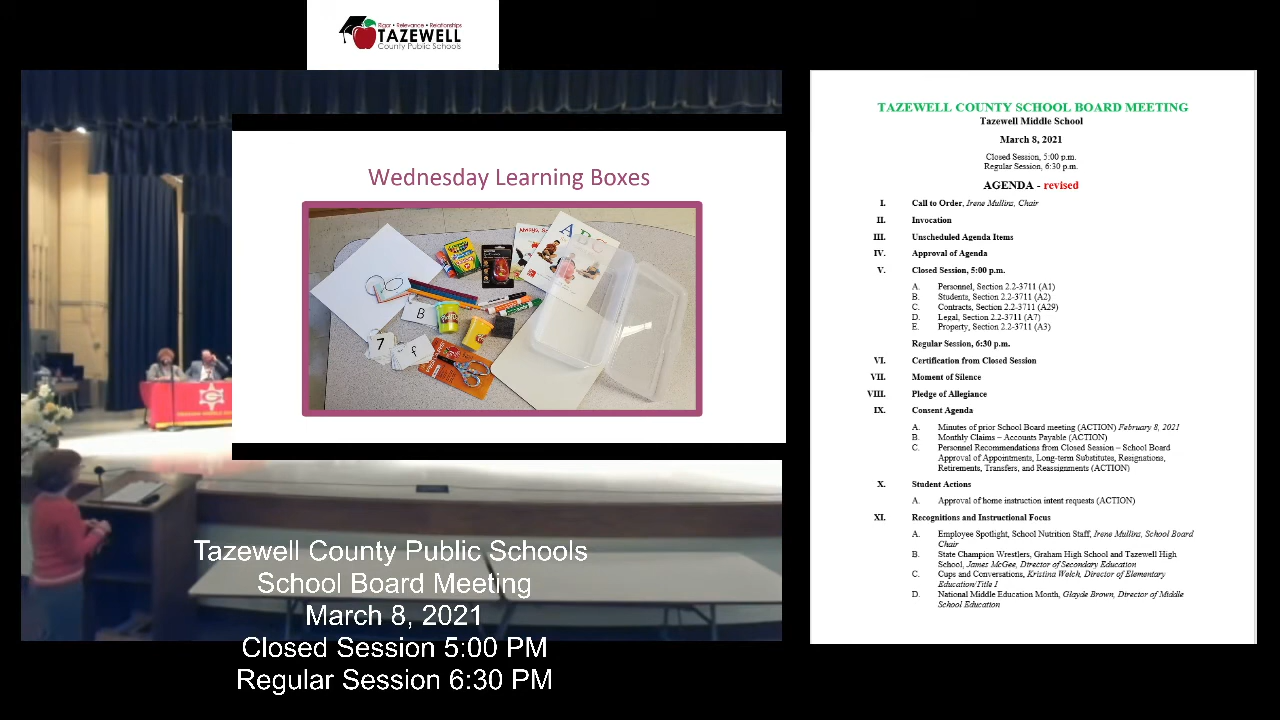 Rigor • Relevance • Relationships
TAZEWELL
County Public Schools
Wednesday Learning Boxes
ABC
B
7
f
Tazewell County Public Schools
School Board Meeting
March 8, 2021
Closed Session 5:00 PM
Regular Session 6:30 PM
TAZEWELL COUNTY SCHOOL BOARD MEETING
Tazewell Middle School
March 8, 2021
Closed Session, 5:00 p.m.
Regular Session, 6:30 p.m.
AGENDA - revised
I. Call to Order, Irene Mullins, Chair
II. Invocation
III. Unscheduled Agenda Items
IV. Approval of Agenda
V. Closed Session, 5:00 p.m.
A. Personnel, Section 2.2-3711 (A1)
B. Students, Section 2.2-3711 (A2)
C. Contracts, Section 2.2-3711 (A29)
D. Legal, Section 2.2-3711 (A7)
E. Property, Section 2.2-3711 (A3)
Regular Session, 6:30 p.m.
VI. Certification from Closed Session
VII. Moment of Silence
VIII. Pledge of Allegiance
IX. Consent Agenda
A. Minutes of prior School Board meeting (ACTION) February 8, 2021
B. Monthly Claims – Accounts Payable (ACTION)
C. Personnel Recommendations from Closed Session – School Board
Approval of Appointments, Long-term Substitutes, Resignations,
Retirements, Transfers, and Reassignments (ACTION)
X. Student Actions
A. Approval of home instruction intent requests (ACTION)
XI. Recognitions and Instructional Focus
A. Employee Spotlight, School Nutrition Staff, Irene Mullins, School Board
Chair
B. State Champion Wrestlers, Graham High School and Tazewell High
School, James McGee, Director of Secondary Education
C. Cups and Conversations, Kristina Welch, Director of Elementary
Education/Title I
D. National Middle Education Month, Glayde Brown, Director of Middle
School Education